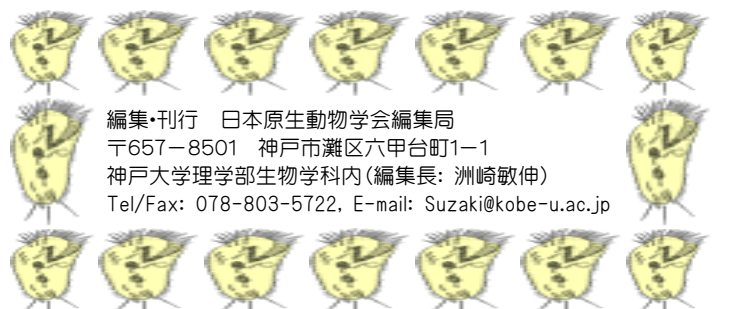 編集・刊行　日本原生動物学会編集局
〒657－8501　神戸市灘区六甲台町1－1
神戸大学理学部生物学科内（編集長: 洲崎敏伸）
Tel/Fax: 078-803-5722, E-mail: Suzaki@kobe-u.ac.jp